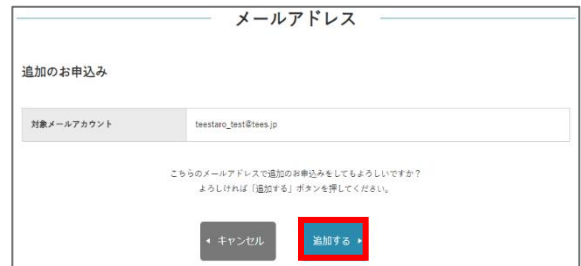 メールアドレス
追加のお申込み
対象メールアカウント teestaro_test@tees.jp
こちらのメールアドレスで追加のお申込みをしてもよろしいですか？
よろしければ「追加する」ボタンを押してください。
キャンセル 追加する